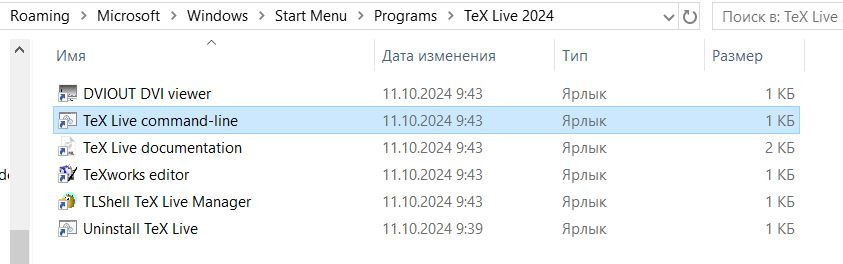 Roaming > Microsoft > Windows > Start Menu > Programs > TeX Live 2024 Поиск в: TeX Live
Имя Дата изменения Тип Размер
DVIOUT DVI viewer 11.10.2024 9:43 Ярлык 1 КБ
TeX Live command-line 11.10.2024 9:43 Ярлык 1 КБ
TeX Live documentation 11.10.2024 9:43 Ярлык 2 КБ
TeXworks editor 11.10.2024 9:43 Ярлык 1 КБ
TLShell TeX Live Manager 11.10.2024 9:43 Ярлык 1 КБ
Uninstall TeX Live 11.10.2024 9:39 Ярлык 1 КБ